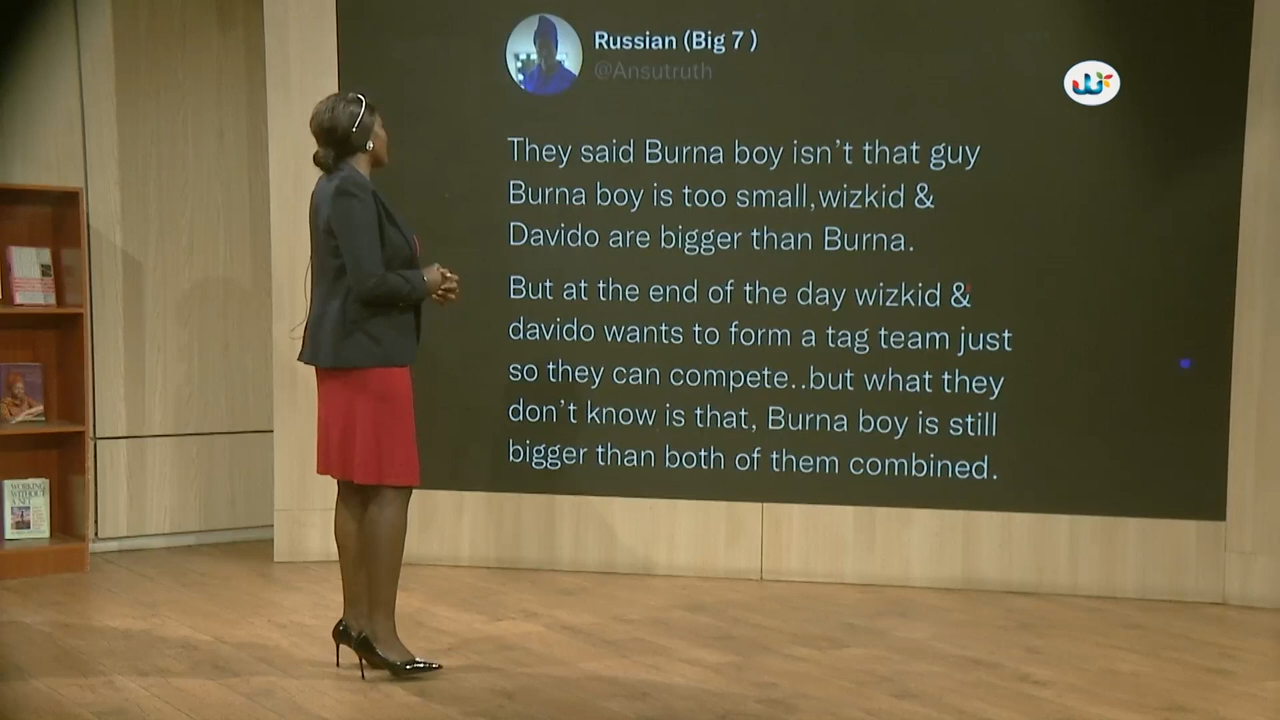 Russian (Big 7 )
@Ansutruth
They said Burna boy isn't that guy
Burna boy is too small,wizkid &
Davido are bigger than Burna.
But at the end of the day wizkid &
davido wants to form a tag team just
so they can compete..but what they
don't know is that, Burna boy is still
bigger than both of them combined.
WORKING
WITHOUT
A NET